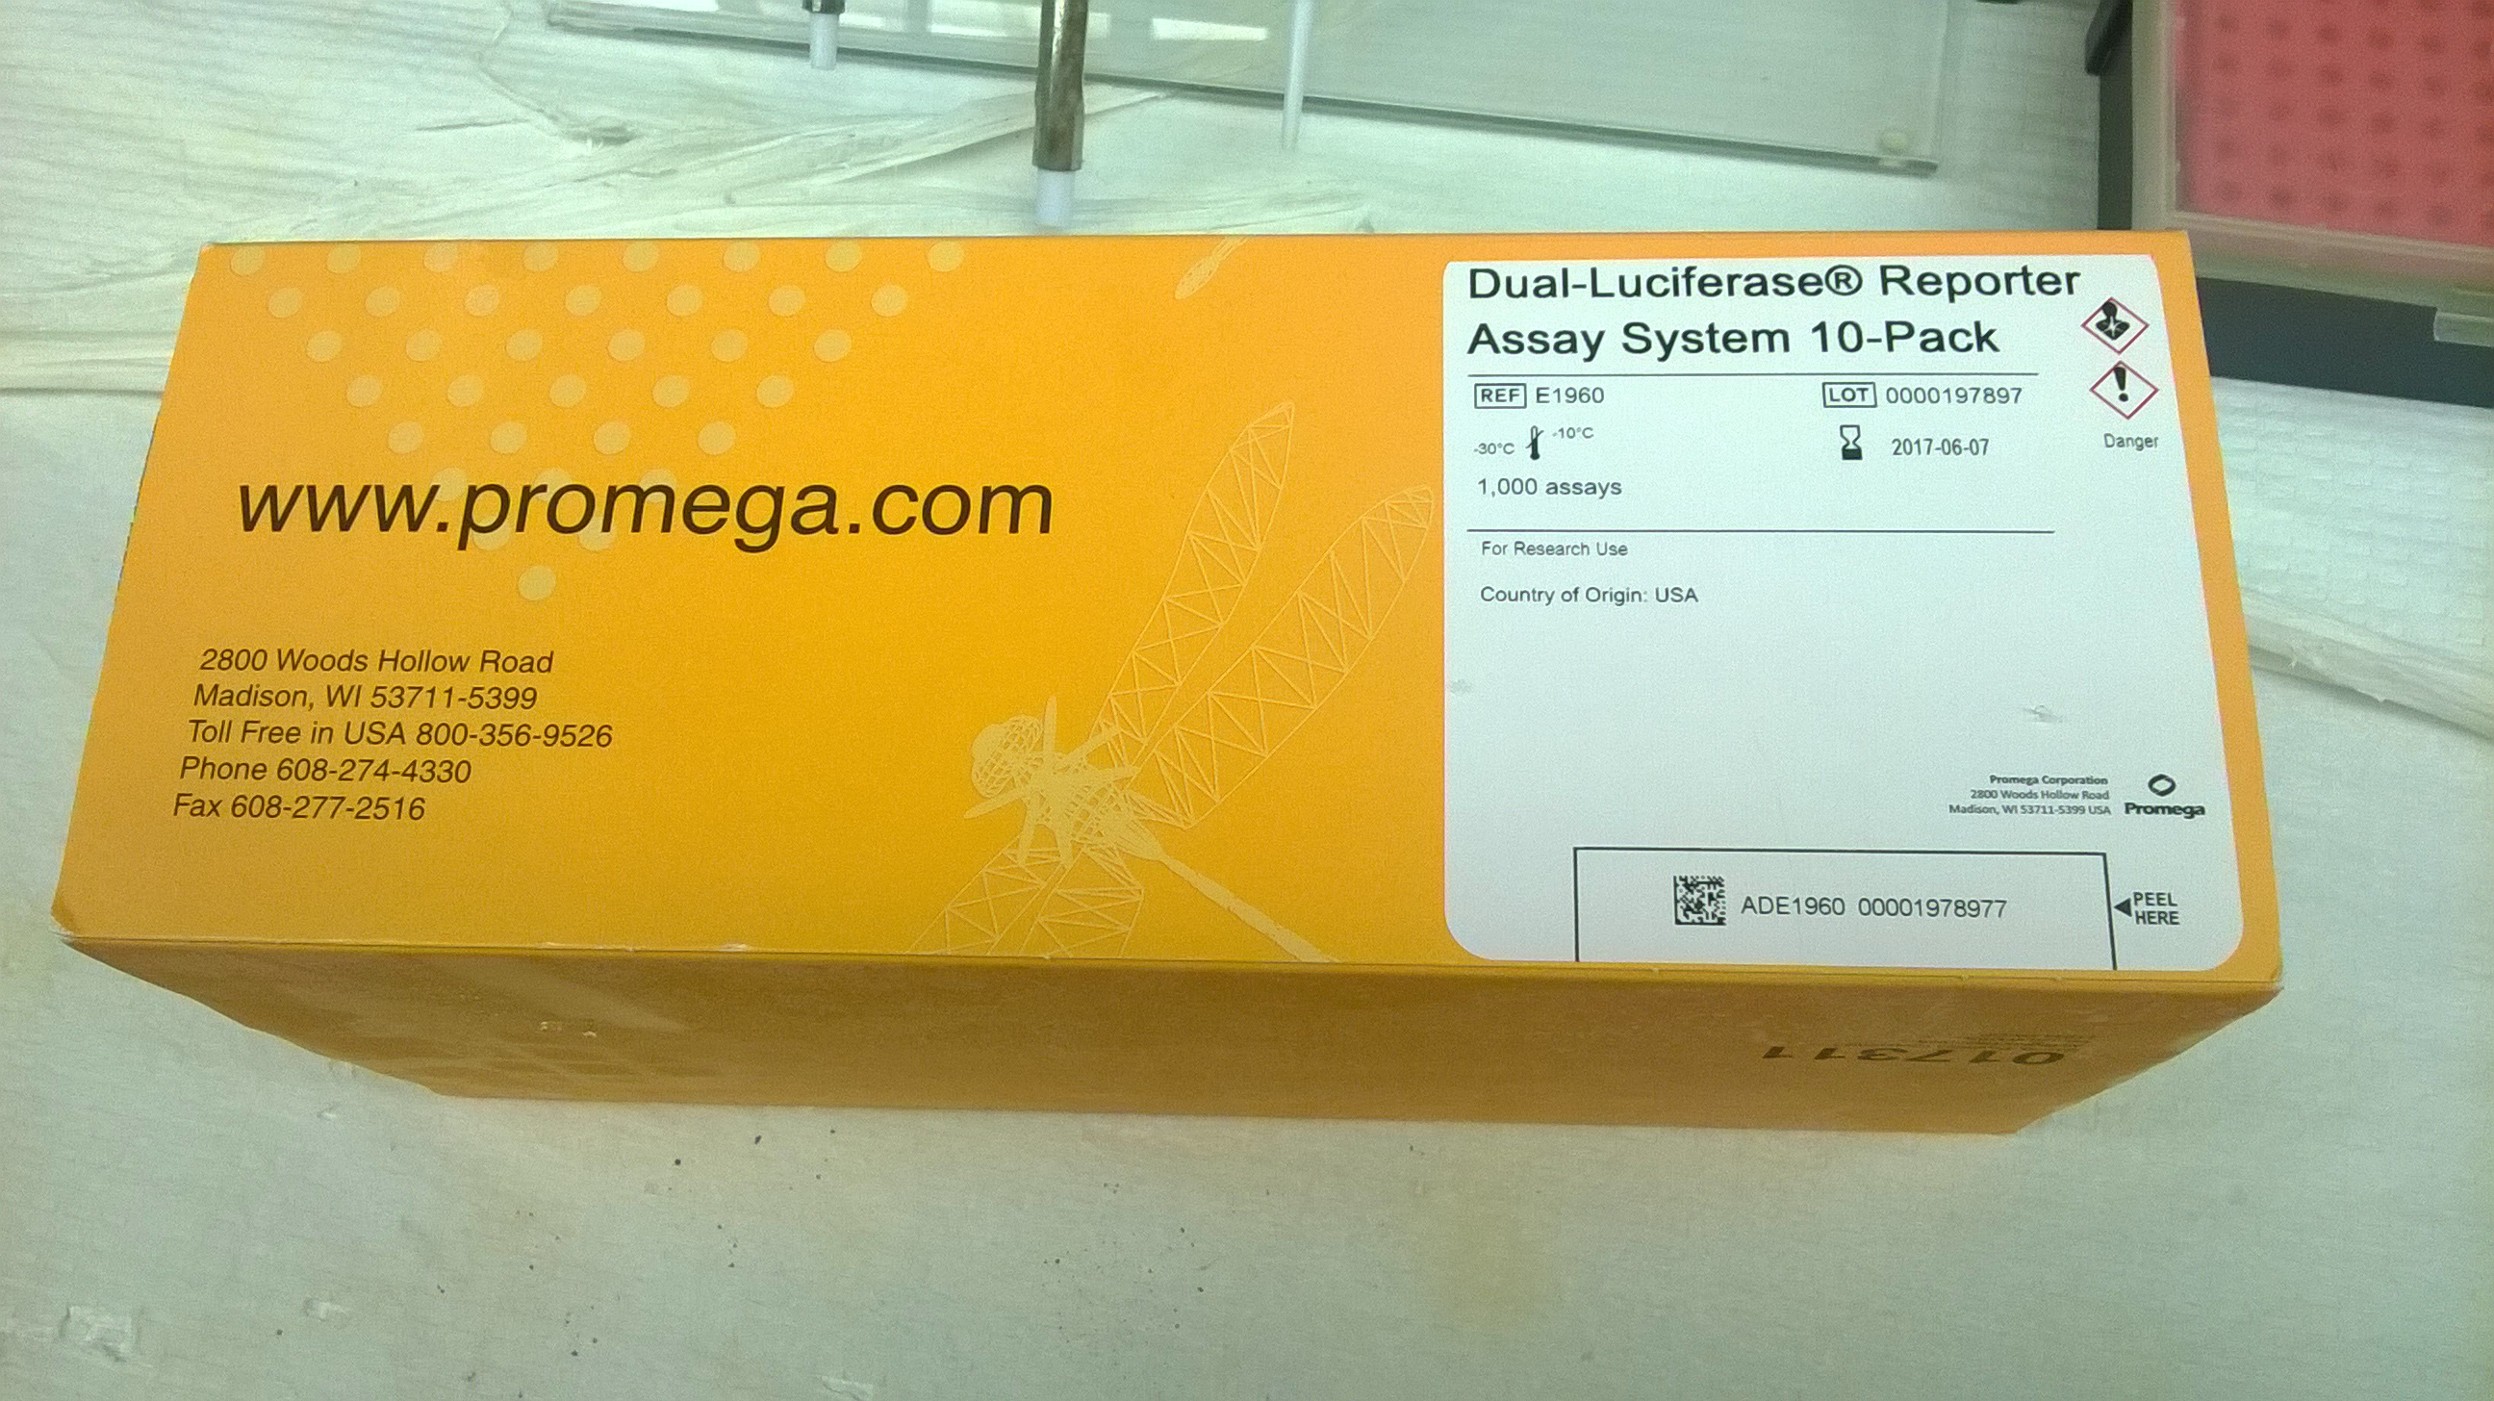 www.promega.com
2800 Woods Hollow Road
Madison, WI 53711-5399
Toll Free in USA 800-356-9526
Phone 608-274-4330
Fax 608-277-2516
Dual-Luciferase® Reporter
Assay System 10-Pack
REF E1960 LOT 0000197897
-30°C -10°C 2017-06-07
Danger
1,000 assays
For Research Use
Country of Origin: USA
Promega Corporation
2800 Woods Hollow Road
Madison, WI 53711-5399 USA
Promega
ADE1960 00001978977
PEEL
HERE
017311